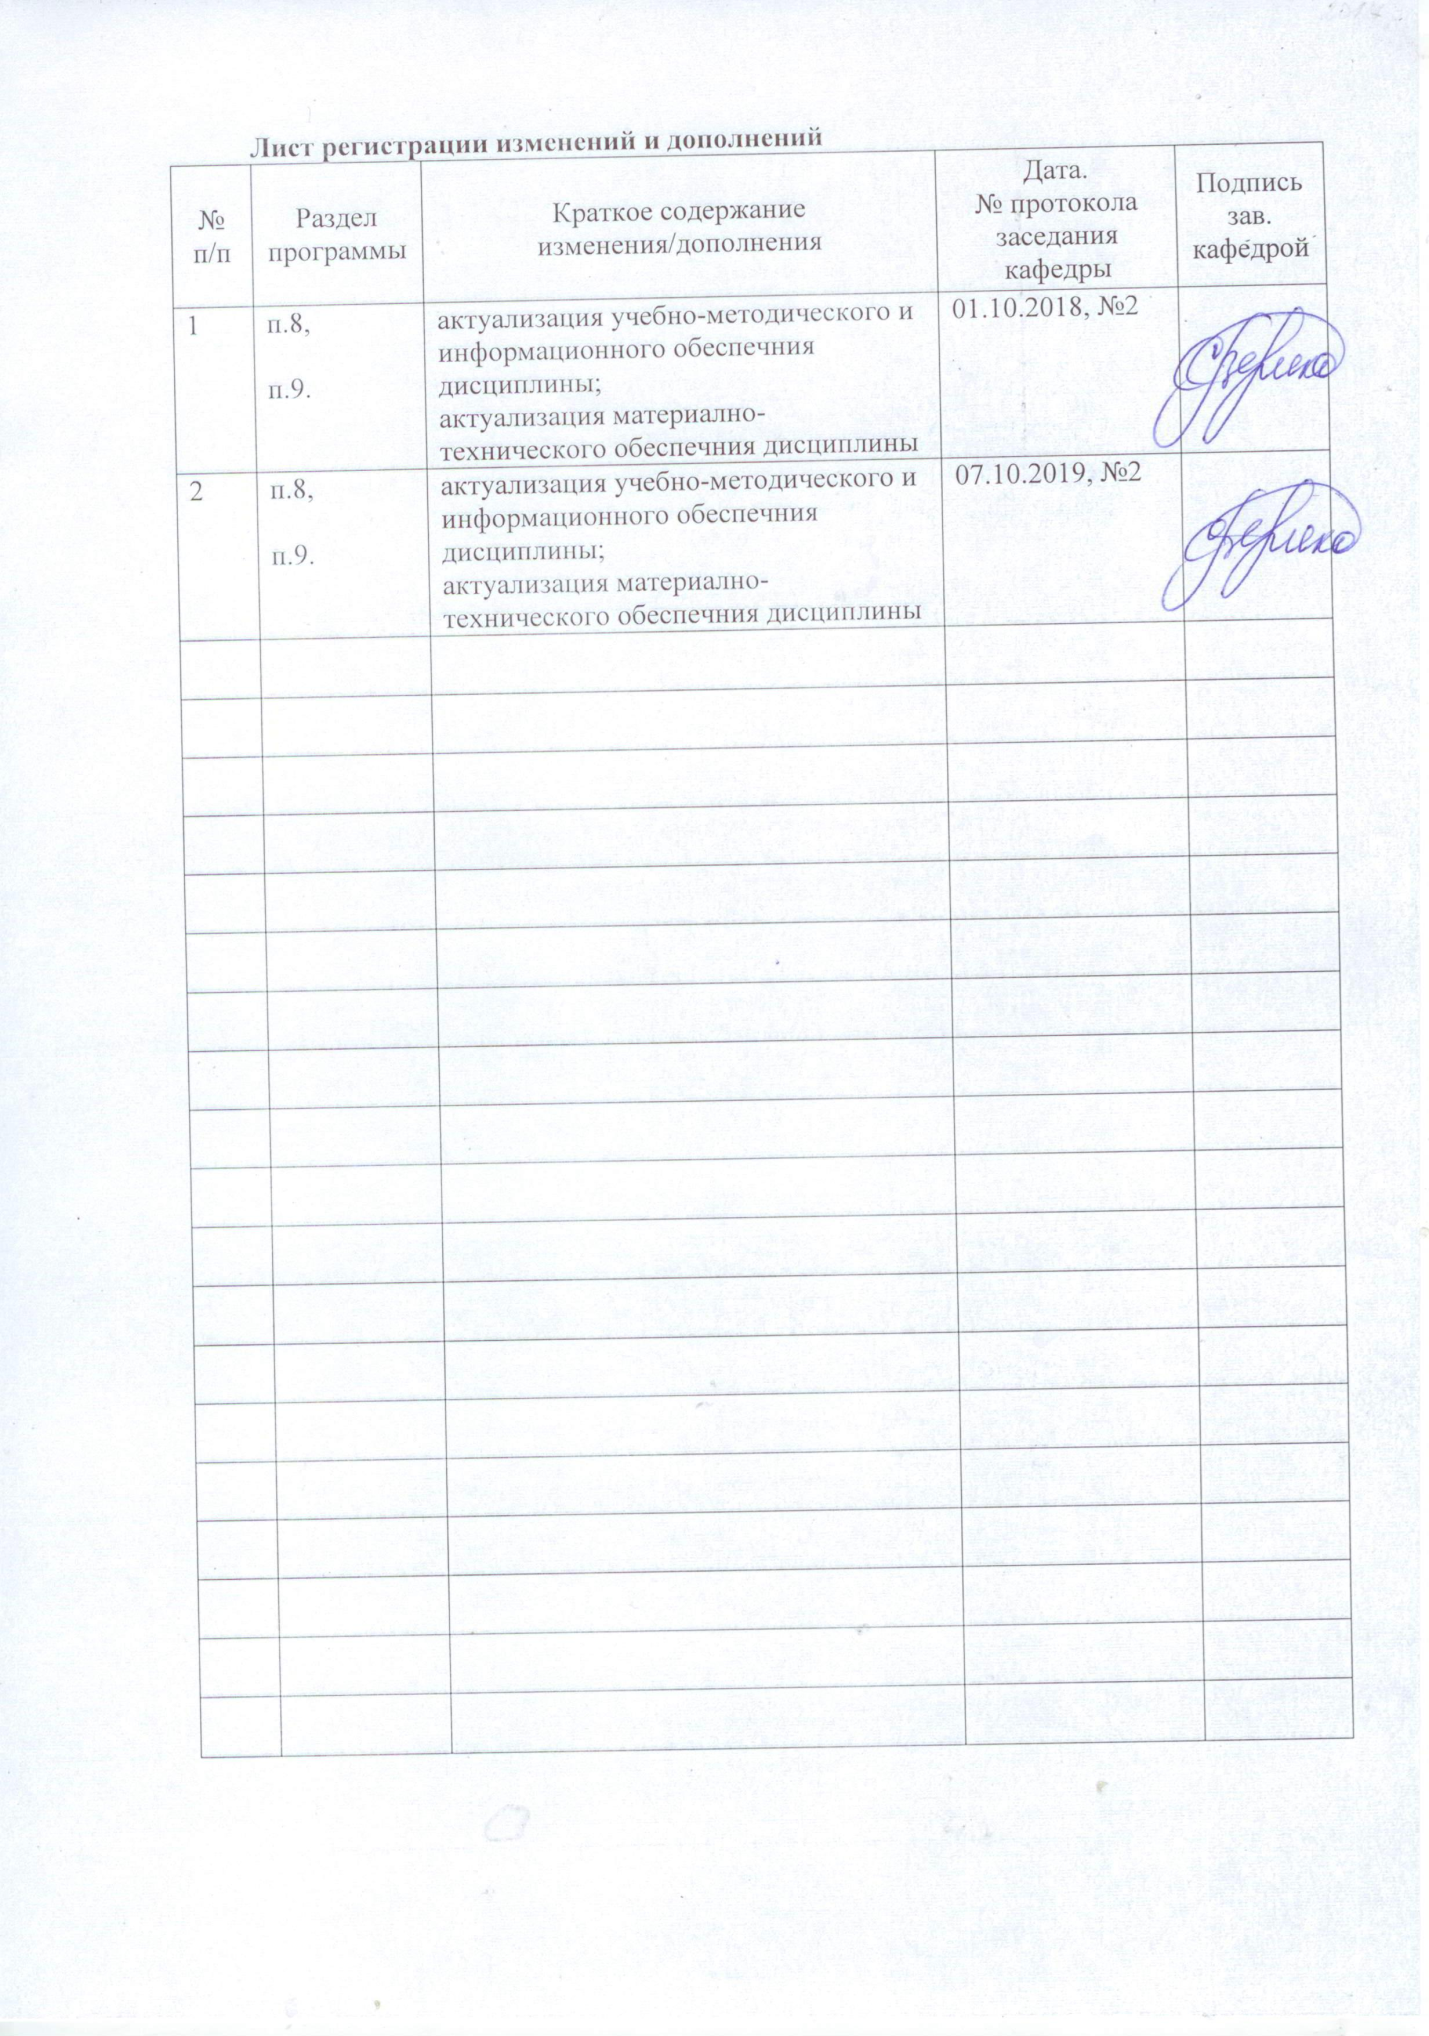 Лист регистрации изменений и дополнений
№
п/п
Раздел
программы
Краткое содержание
изменения/дополнения
Дата.
№ протокола
заседания
кафедры
Подпись
зав.
кафедрой
1
п.8,
п.9.
актуализация учебно-методического и
информационного обеспечния
дисциплины;
актуализация материално-
технического обеспечния дисциплины
01.10.2018, №2
2
п.8,
п.9.
актуализация учебно-методического и
информационного обеспечния
дисциплины;
актуализация материално-
технического обеспечния дисциплины
07.10.2019, №2